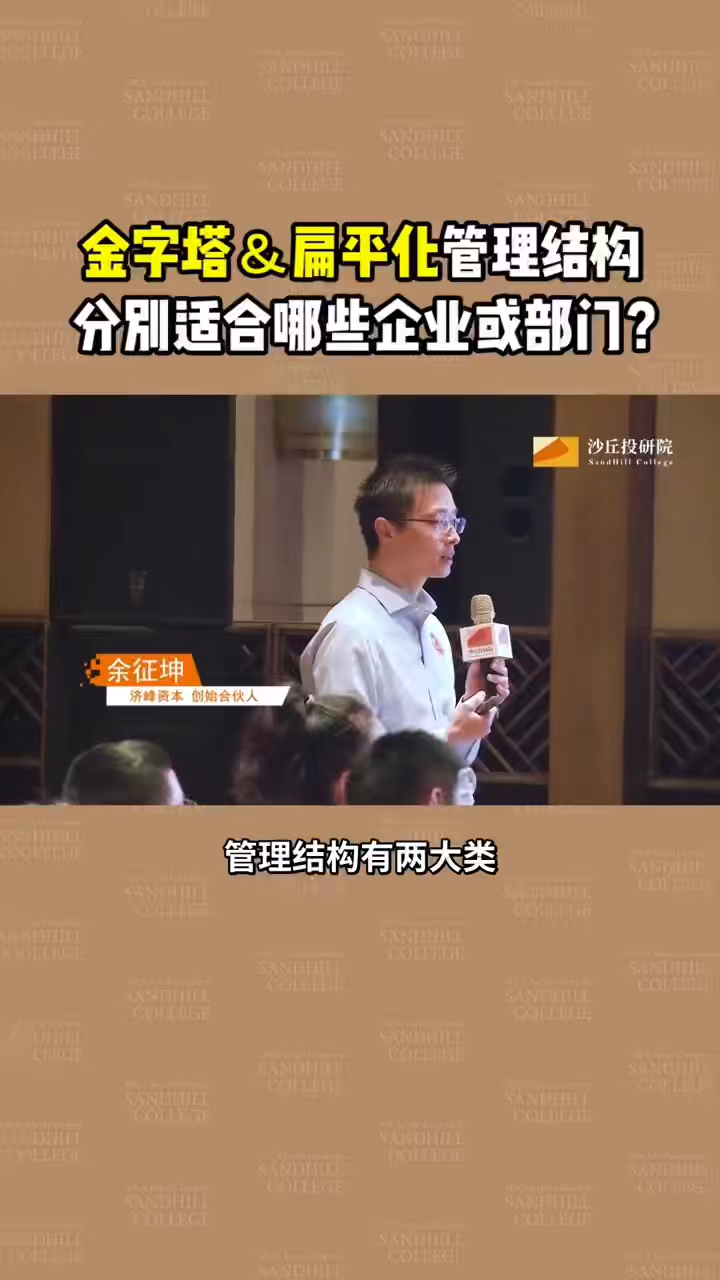 金字塔&扁平化管理结构
分别适合哪些企业或部门?
沙丘投研院
SandHill College
余征坤
济峰资本 创始合伙人
管理结构有两大类
SANDHILL
COLLEGE